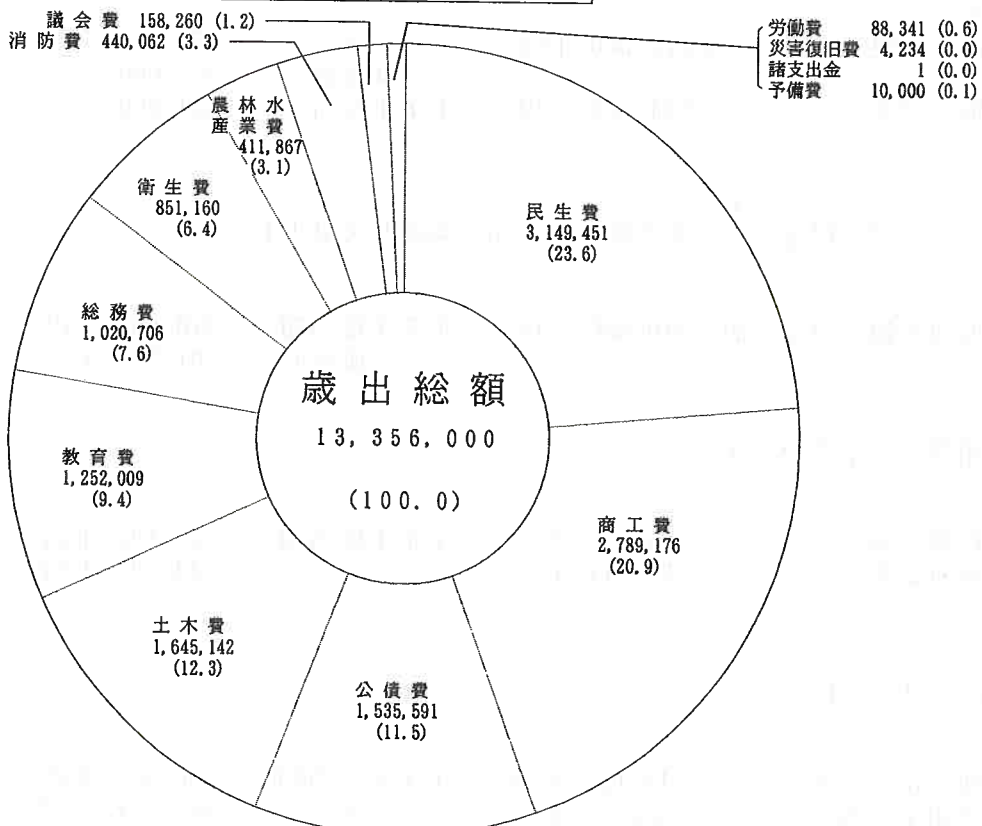 議会費 158,260 (1.2)
消防費 440,062 (3.3)
労働費 88,341 (0.6)
災害復旧費 4,234 (0.0)
諸支出金 1 (0.0)
予備費 10,000 (0.1)
農林水
産業費
411,867
(3.1)
衛生費
851,160
(6.4)
民生費
3,149,451
(23.6)
総務費
1,020,706
(7.6)
歳出総額
13,356,000
(100.0)
教育費
1,252,009
(9.4)
商工費
2,789,176
(20.9)
土木費
1,645,142
(12.3)
公債費
1,535,591
(11.5)